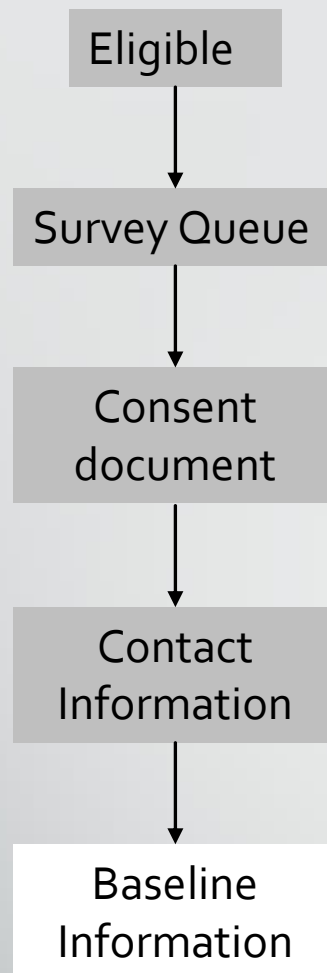 Eligible
Survey Queue
Consent
document
Contact
Information
Baseline
Information